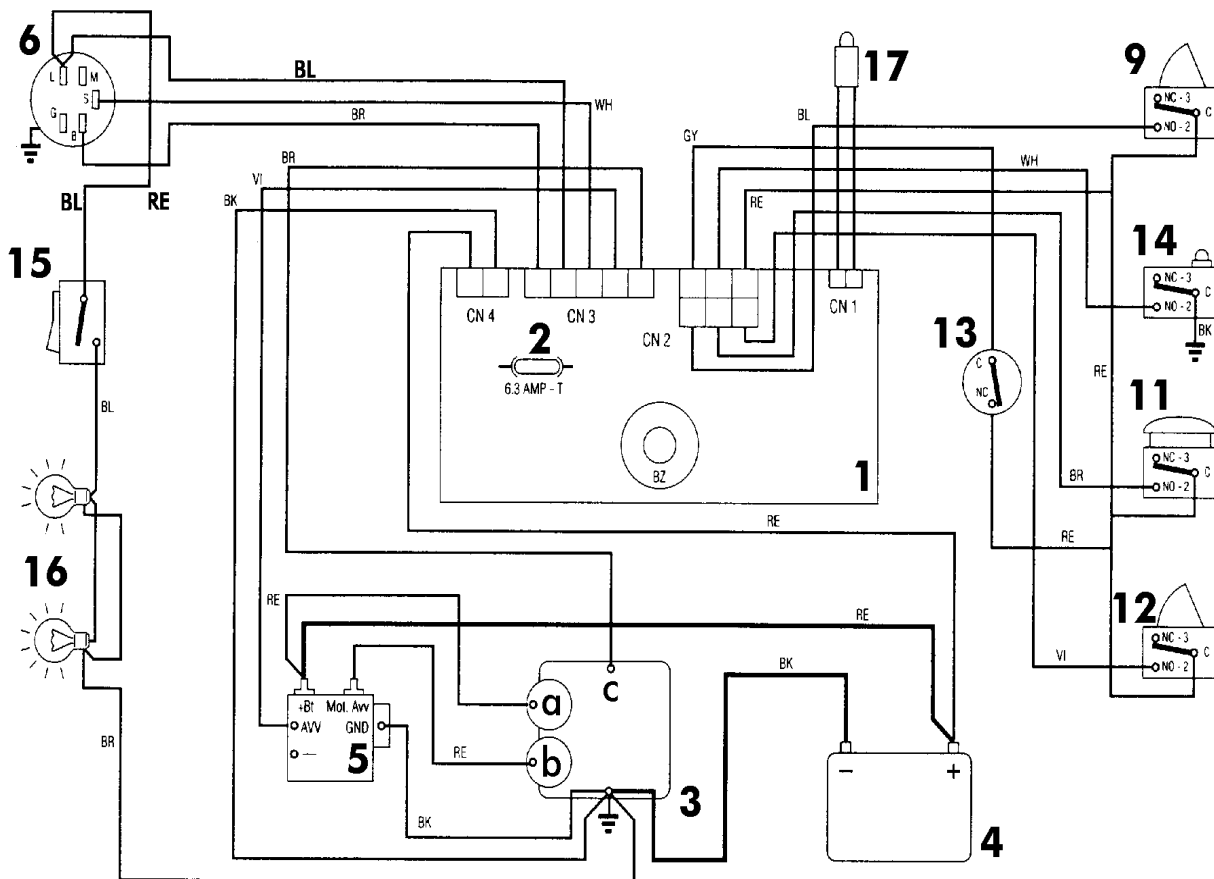 6
L
M
S
G
B
BL
WH
BR
BR
VI
BK
BL
RE
15
BL
16
BR
17
BL
GY
WH
RE
9
NC - 3
C
NO - 2
14
NC - 3
C
NO - 2
BK
13
C
NC
RE
11
NC - 3
C
NO - 2
BR
RE
12
NC - 3
C
NO - 2
VI
CN 4
CN 3
CN 2
CN 1
2
6.3 AMP - T
BZ
1
RE
RE
RE
+Bt
Mot. Avv
AVV
GND
5
RE
BK
a
b
c
3
BK
-
+
4